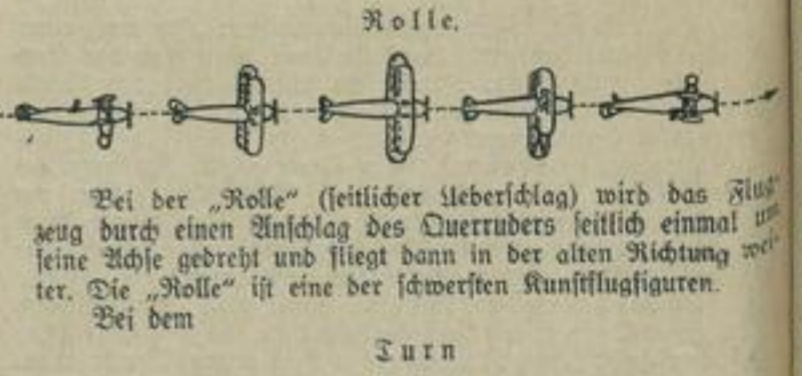 Rolle.
Bei der „Rolle“ (seitlicher Ueberschlag) wird das Flug-
zeug durch einen Anschlag des Querruders seitlich einmal um
seine Achse gedreht und fliegt dann in der alten Richtung wei-
ter. Die „Rolle“ ist eine der schwersten Kunstflugfiguren.
Bei dem
Turn